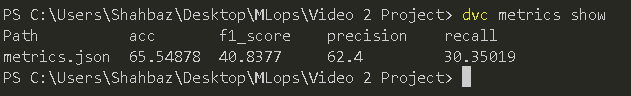 PS C:\Users\Shahbaz\Desktop\MLops\Video 2 Project> dvc metrics show
Path          acc       f1_score  precision  recall
metrics.json  65.54878  40.8377   62.4       30.35019
PS C:\Users\Shahbaz\Desktop\MLops\Video 2 Project>